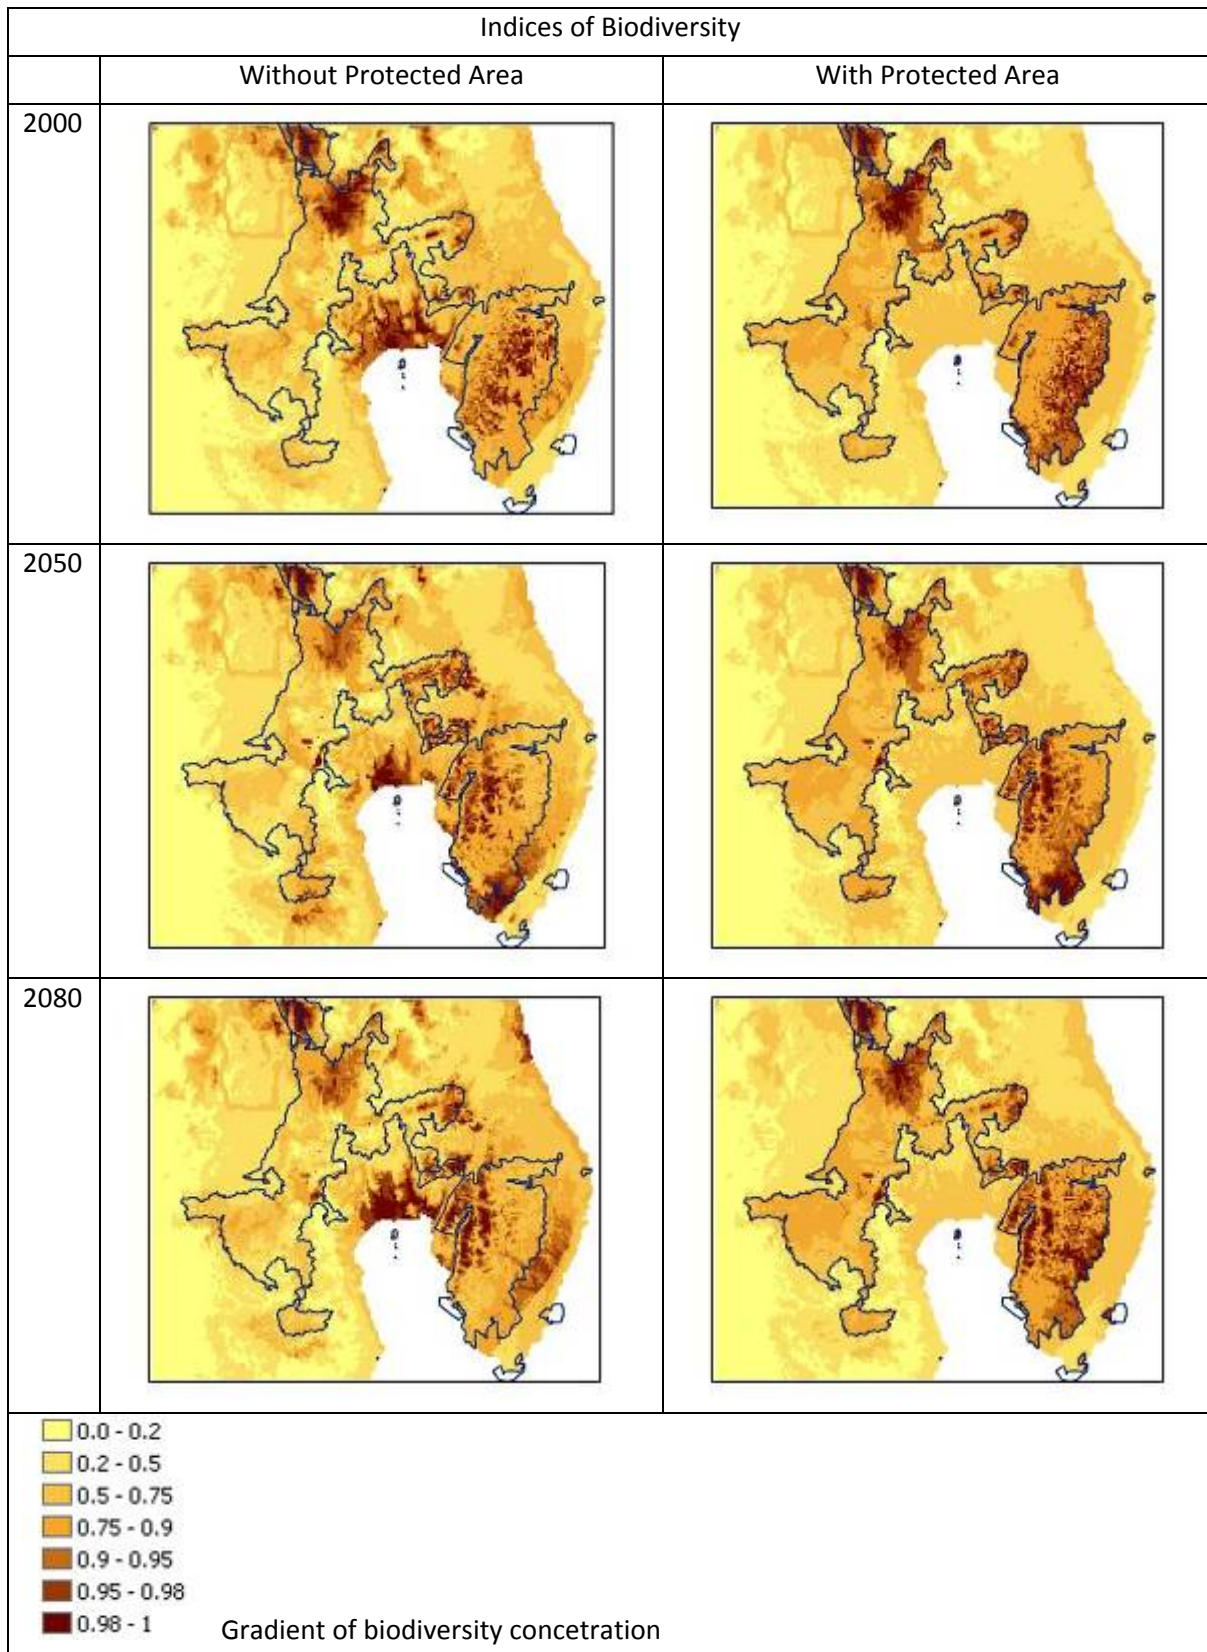 Indices of Biodiversity
Without Protected Area With Protected Area
2000
2050
2080
0.0 - 0.2
0.2 - 0.5
0.5 - 0.75
0.75 - 0.9
0.9 - 0.95
0.95 - 0.98
0.98 - 1
Gradient of biodiversity concetration